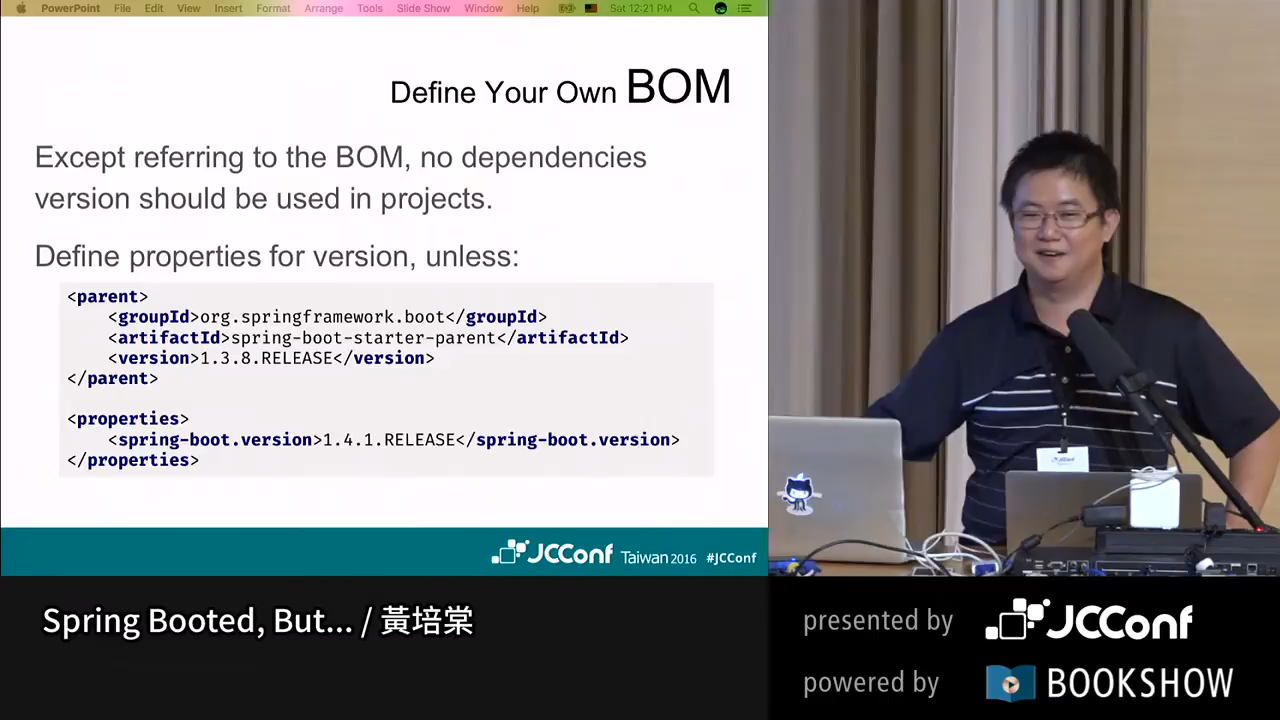 PowerPoint File Edit View Insert Format Arrange Tools Slide Show Window Help Sat 12:21 PM
Define Your Own BOM
Except referring to the BOM, no dependencies
version should be used in projects.
Define properties for version, unless:
<parent>
<groupId>org.springframework.boot</groupId>
<artifactId>spring-boot-starter-parent</artifactId>
<version>1.3.8.RELEASE</version>
</parent>
<properties>
<spring-boot.version>1.4.1.RELEASE</spring-boot.version>
</properties>
JCConf Taiwan 2016 #JCConf
Spring Booted, But... / 黃培棠
presented by JCConf
powered by BOOKSHOW